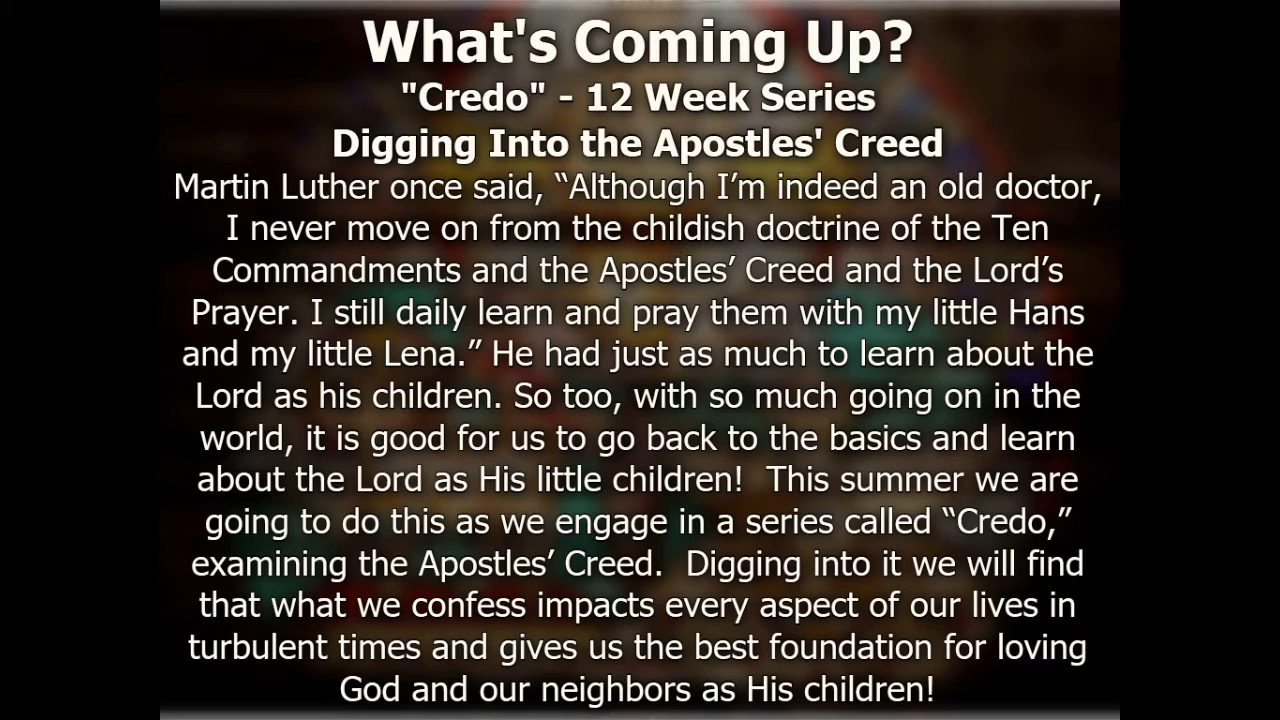 What's Coming Up?
"Credo" - 12 Week Series
Digging Into the Apostles' Creed
Martin Luther once said, “Although I’m indeed an old doctor,
I never move on from the childish doctrine of the Ten
Commandments and the Apostles’ Creed and the Lord’s
Prayer. I still daily learn and pray them with my little Hans
and my little Lena.” He had just as much to learn about the
Lord as his children. So too, with so much going on in the
world, it is good for us to go back to the basics and learn
about the Lord as His little children!  This summer we are
going to do this as we engage in a series called “Credo,”
examining the Apostles’ Creed.  Digging into it we will find
that what we confess impacts every aspect of our lives in
turbulent times and gives us the best foundation for loving
God and our neighbors as His children!